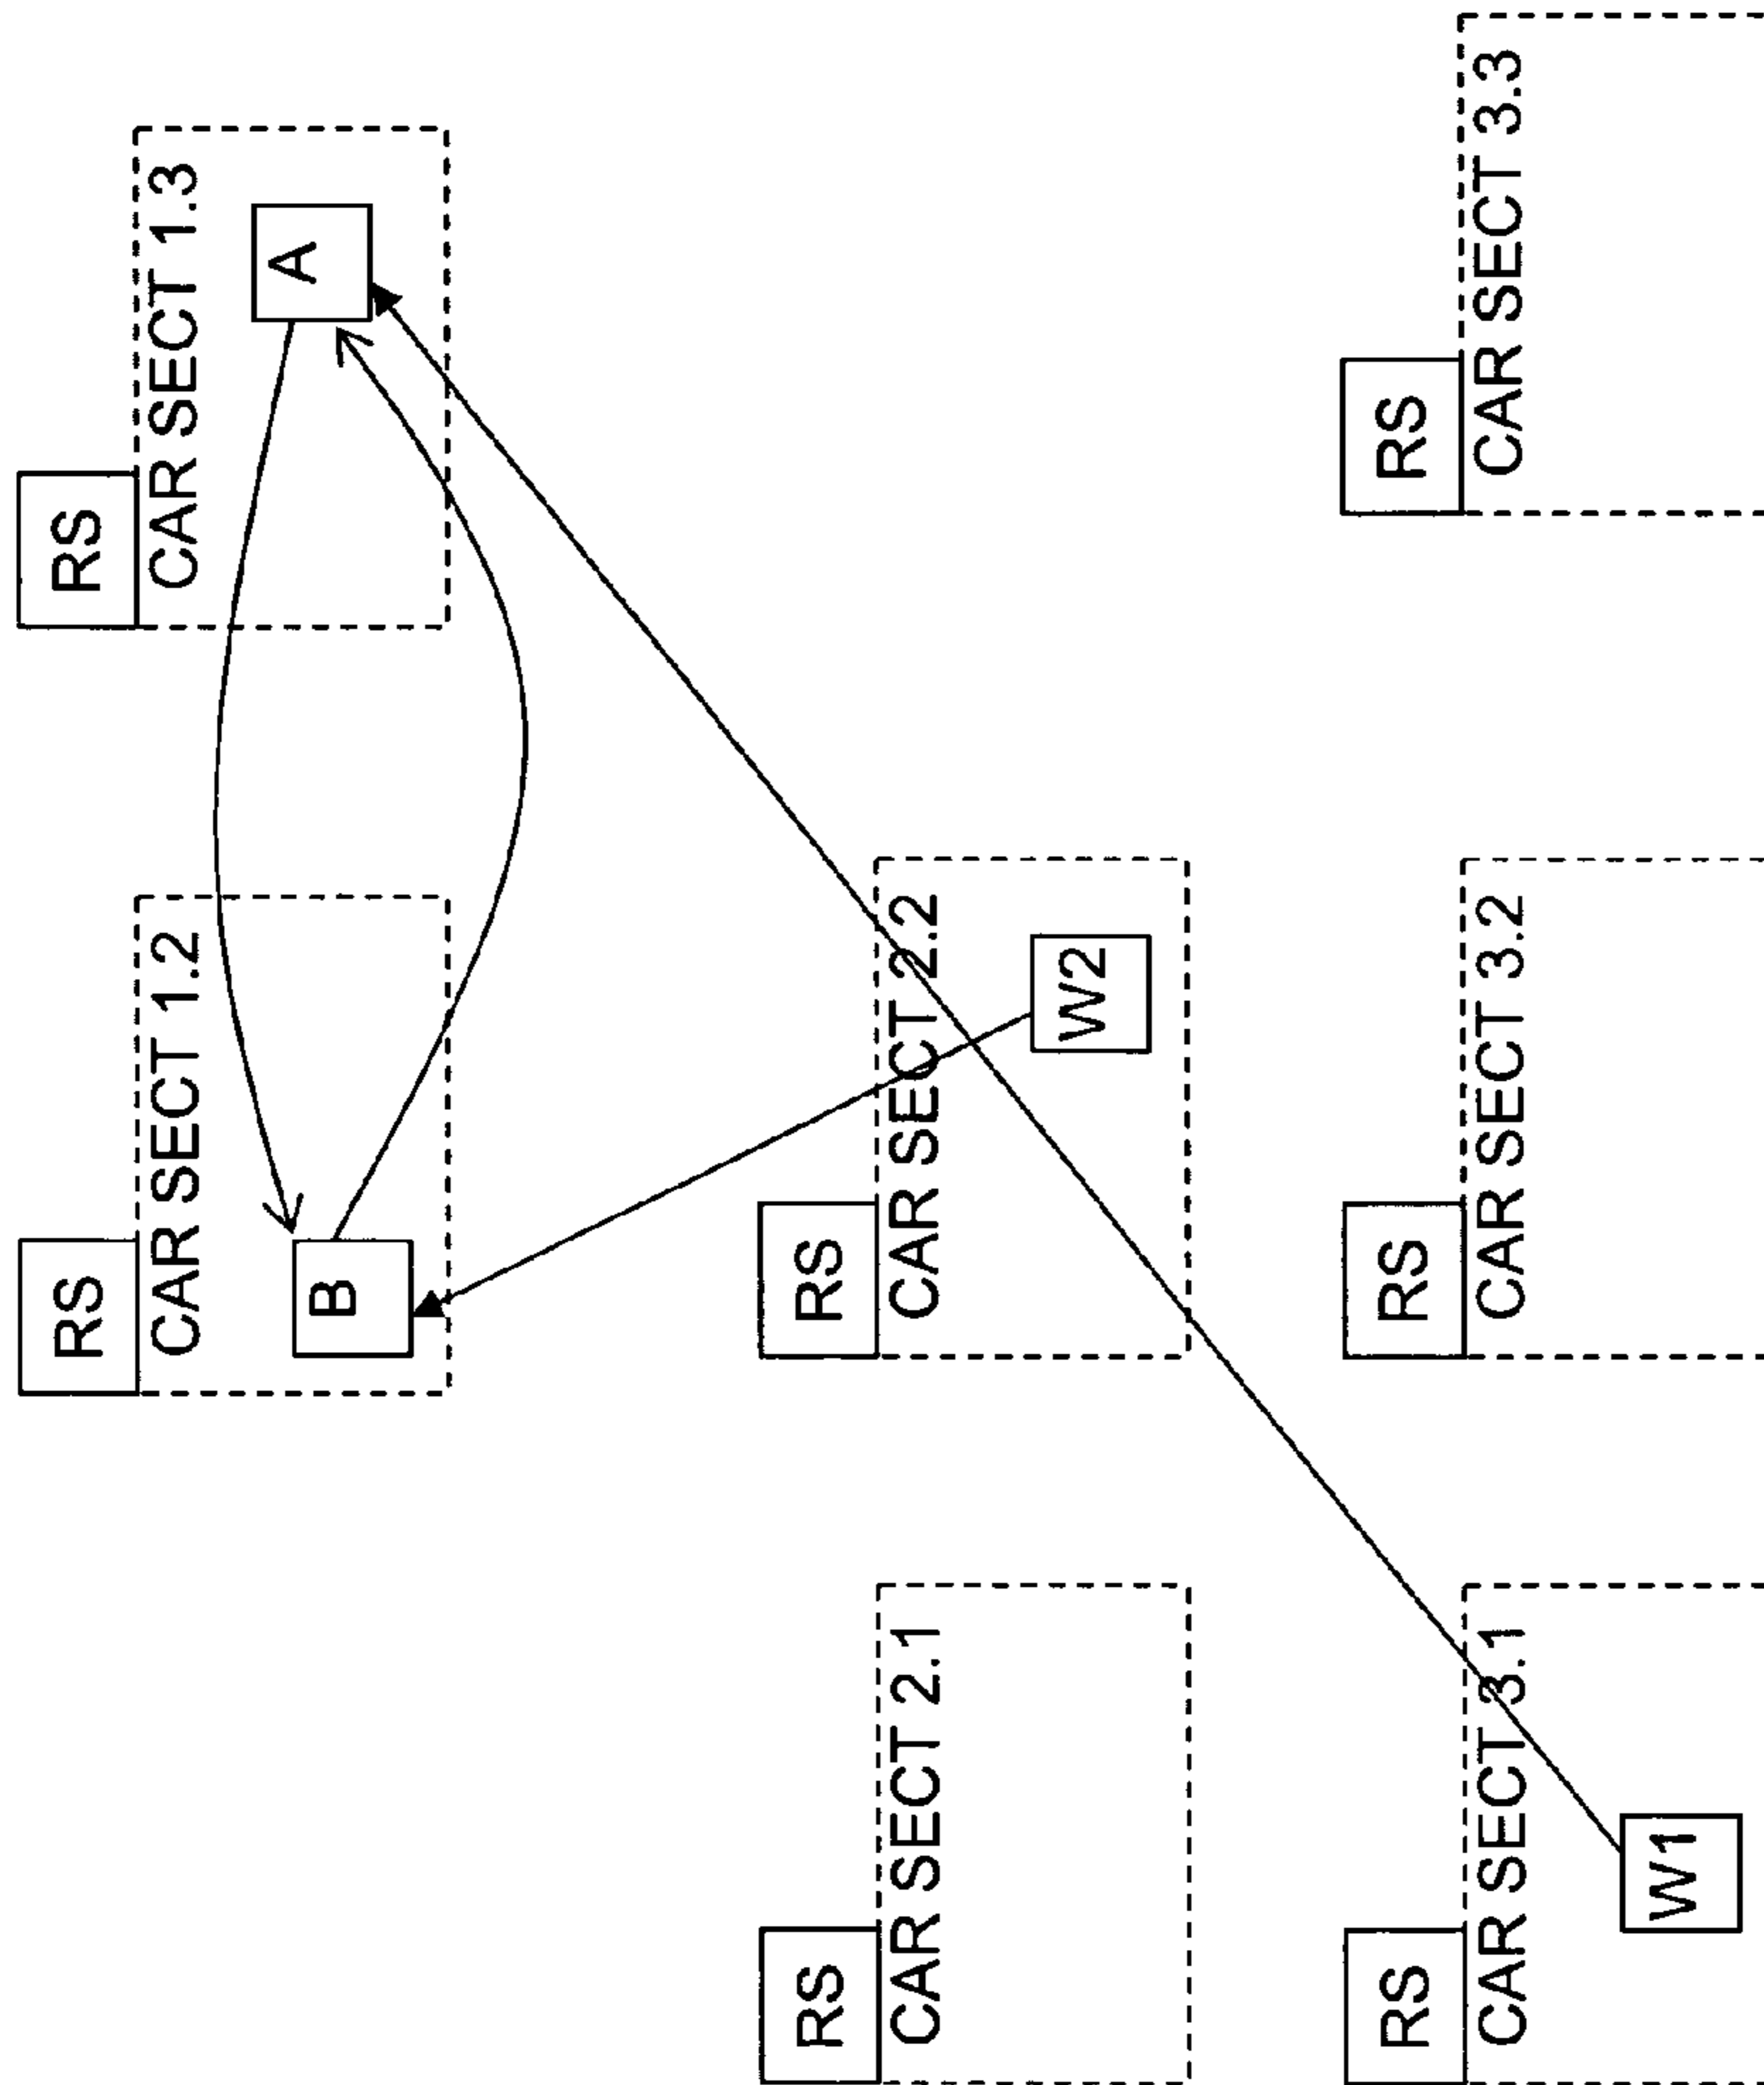 RS
CAR SECT 1.2
B
RS
CAR SECT 1.3
A
RS
CAR SECT 2.1
RS
CAR SECT 2.2
W2
RS
CAR SECT 3.1
W1
RS
CAR SECT 3.2
RS
CAR SECT 3.3